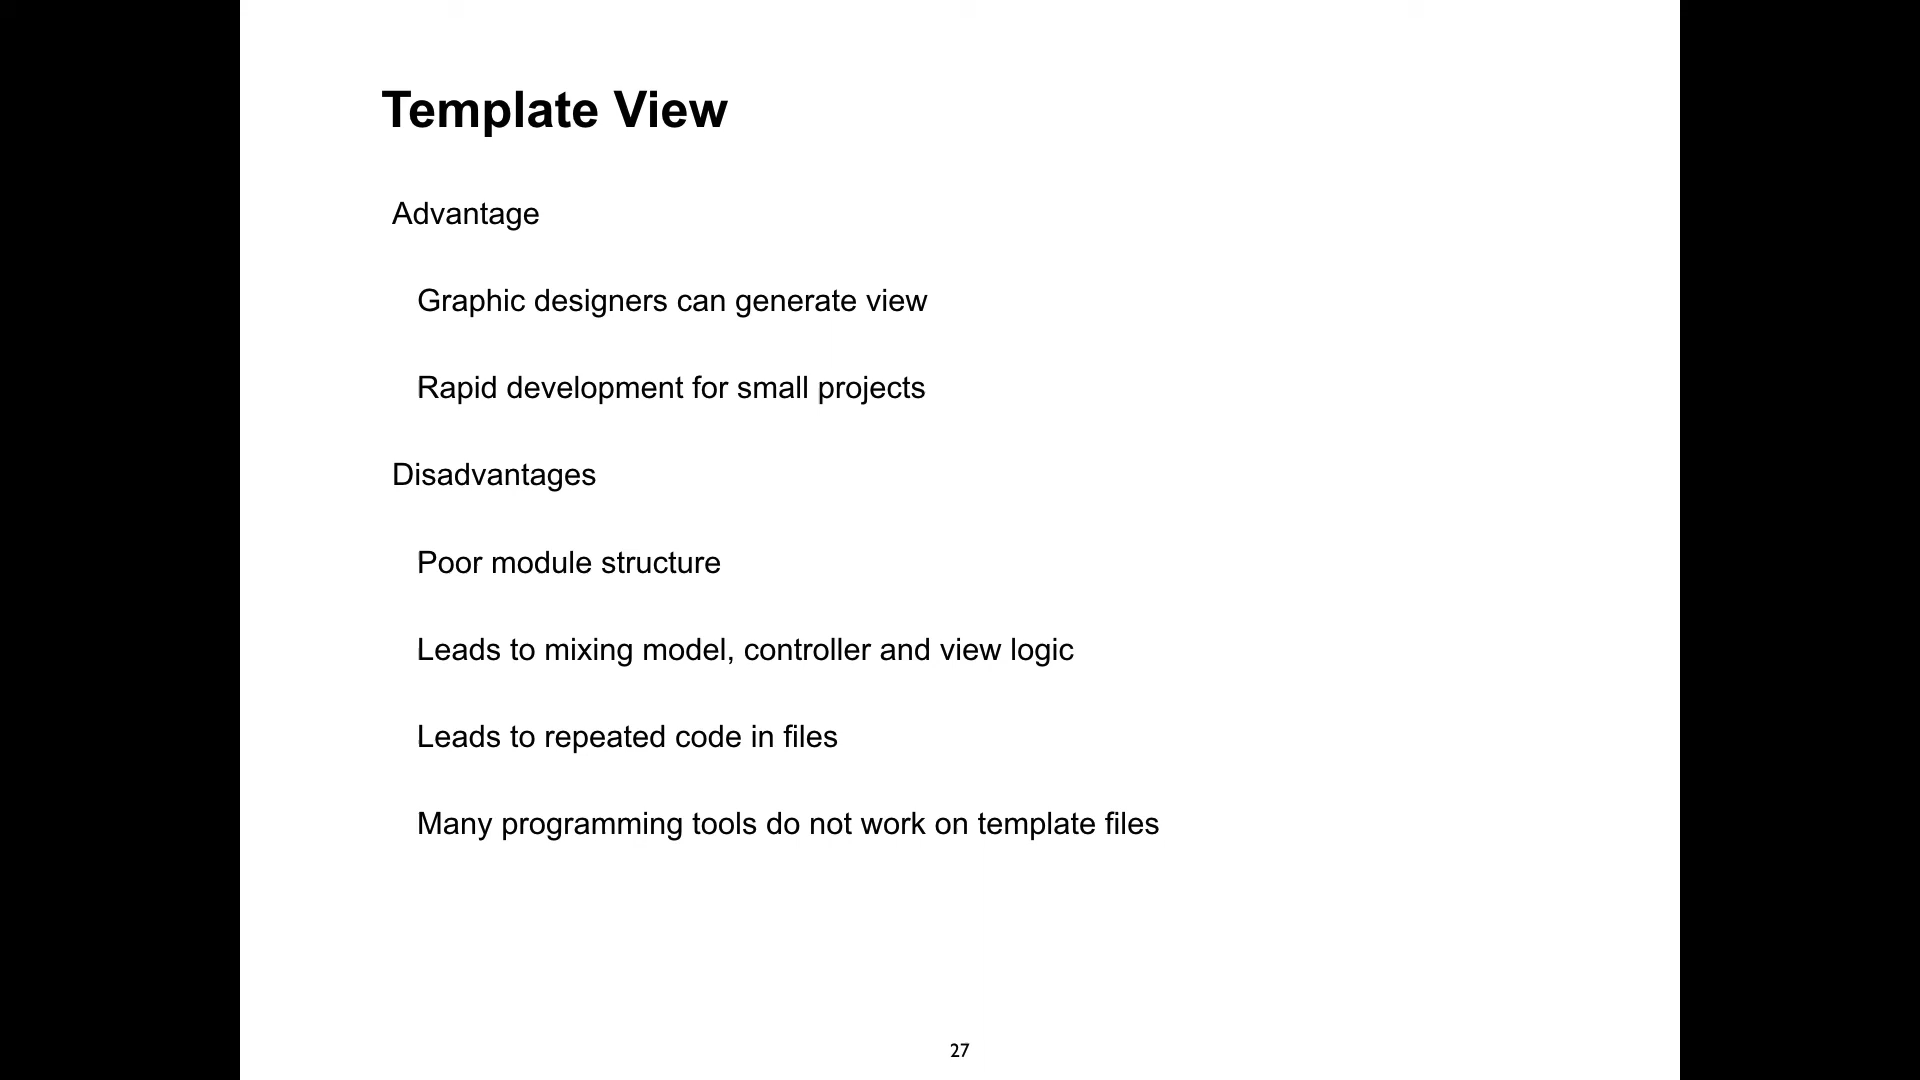 Template View
Advantage
Graphic designers can generate view
Rapid development for small projects
Disadvantages
Poor module structure
Leads to mixing model, controller and view logic
Leads to repeated code in files
Many programming tools do not work on template files
27